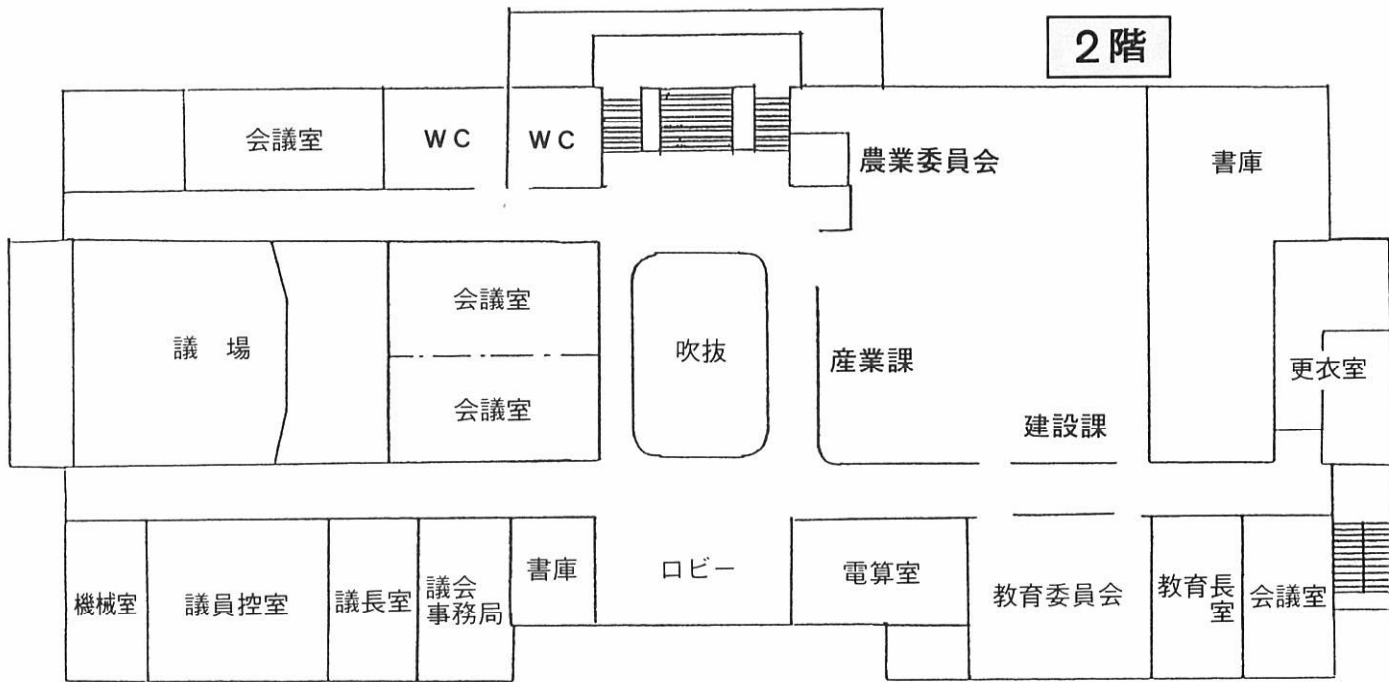 2階
会議室
WC
WC
農業委員会
書庫
会議室
議 場
吹抜
産業課
更衣室
会議室
建設課
機械室
議員控室
議長室
議会
事務局
書庫
ロビー
電算室
教育委員会
教育長
室
会議室